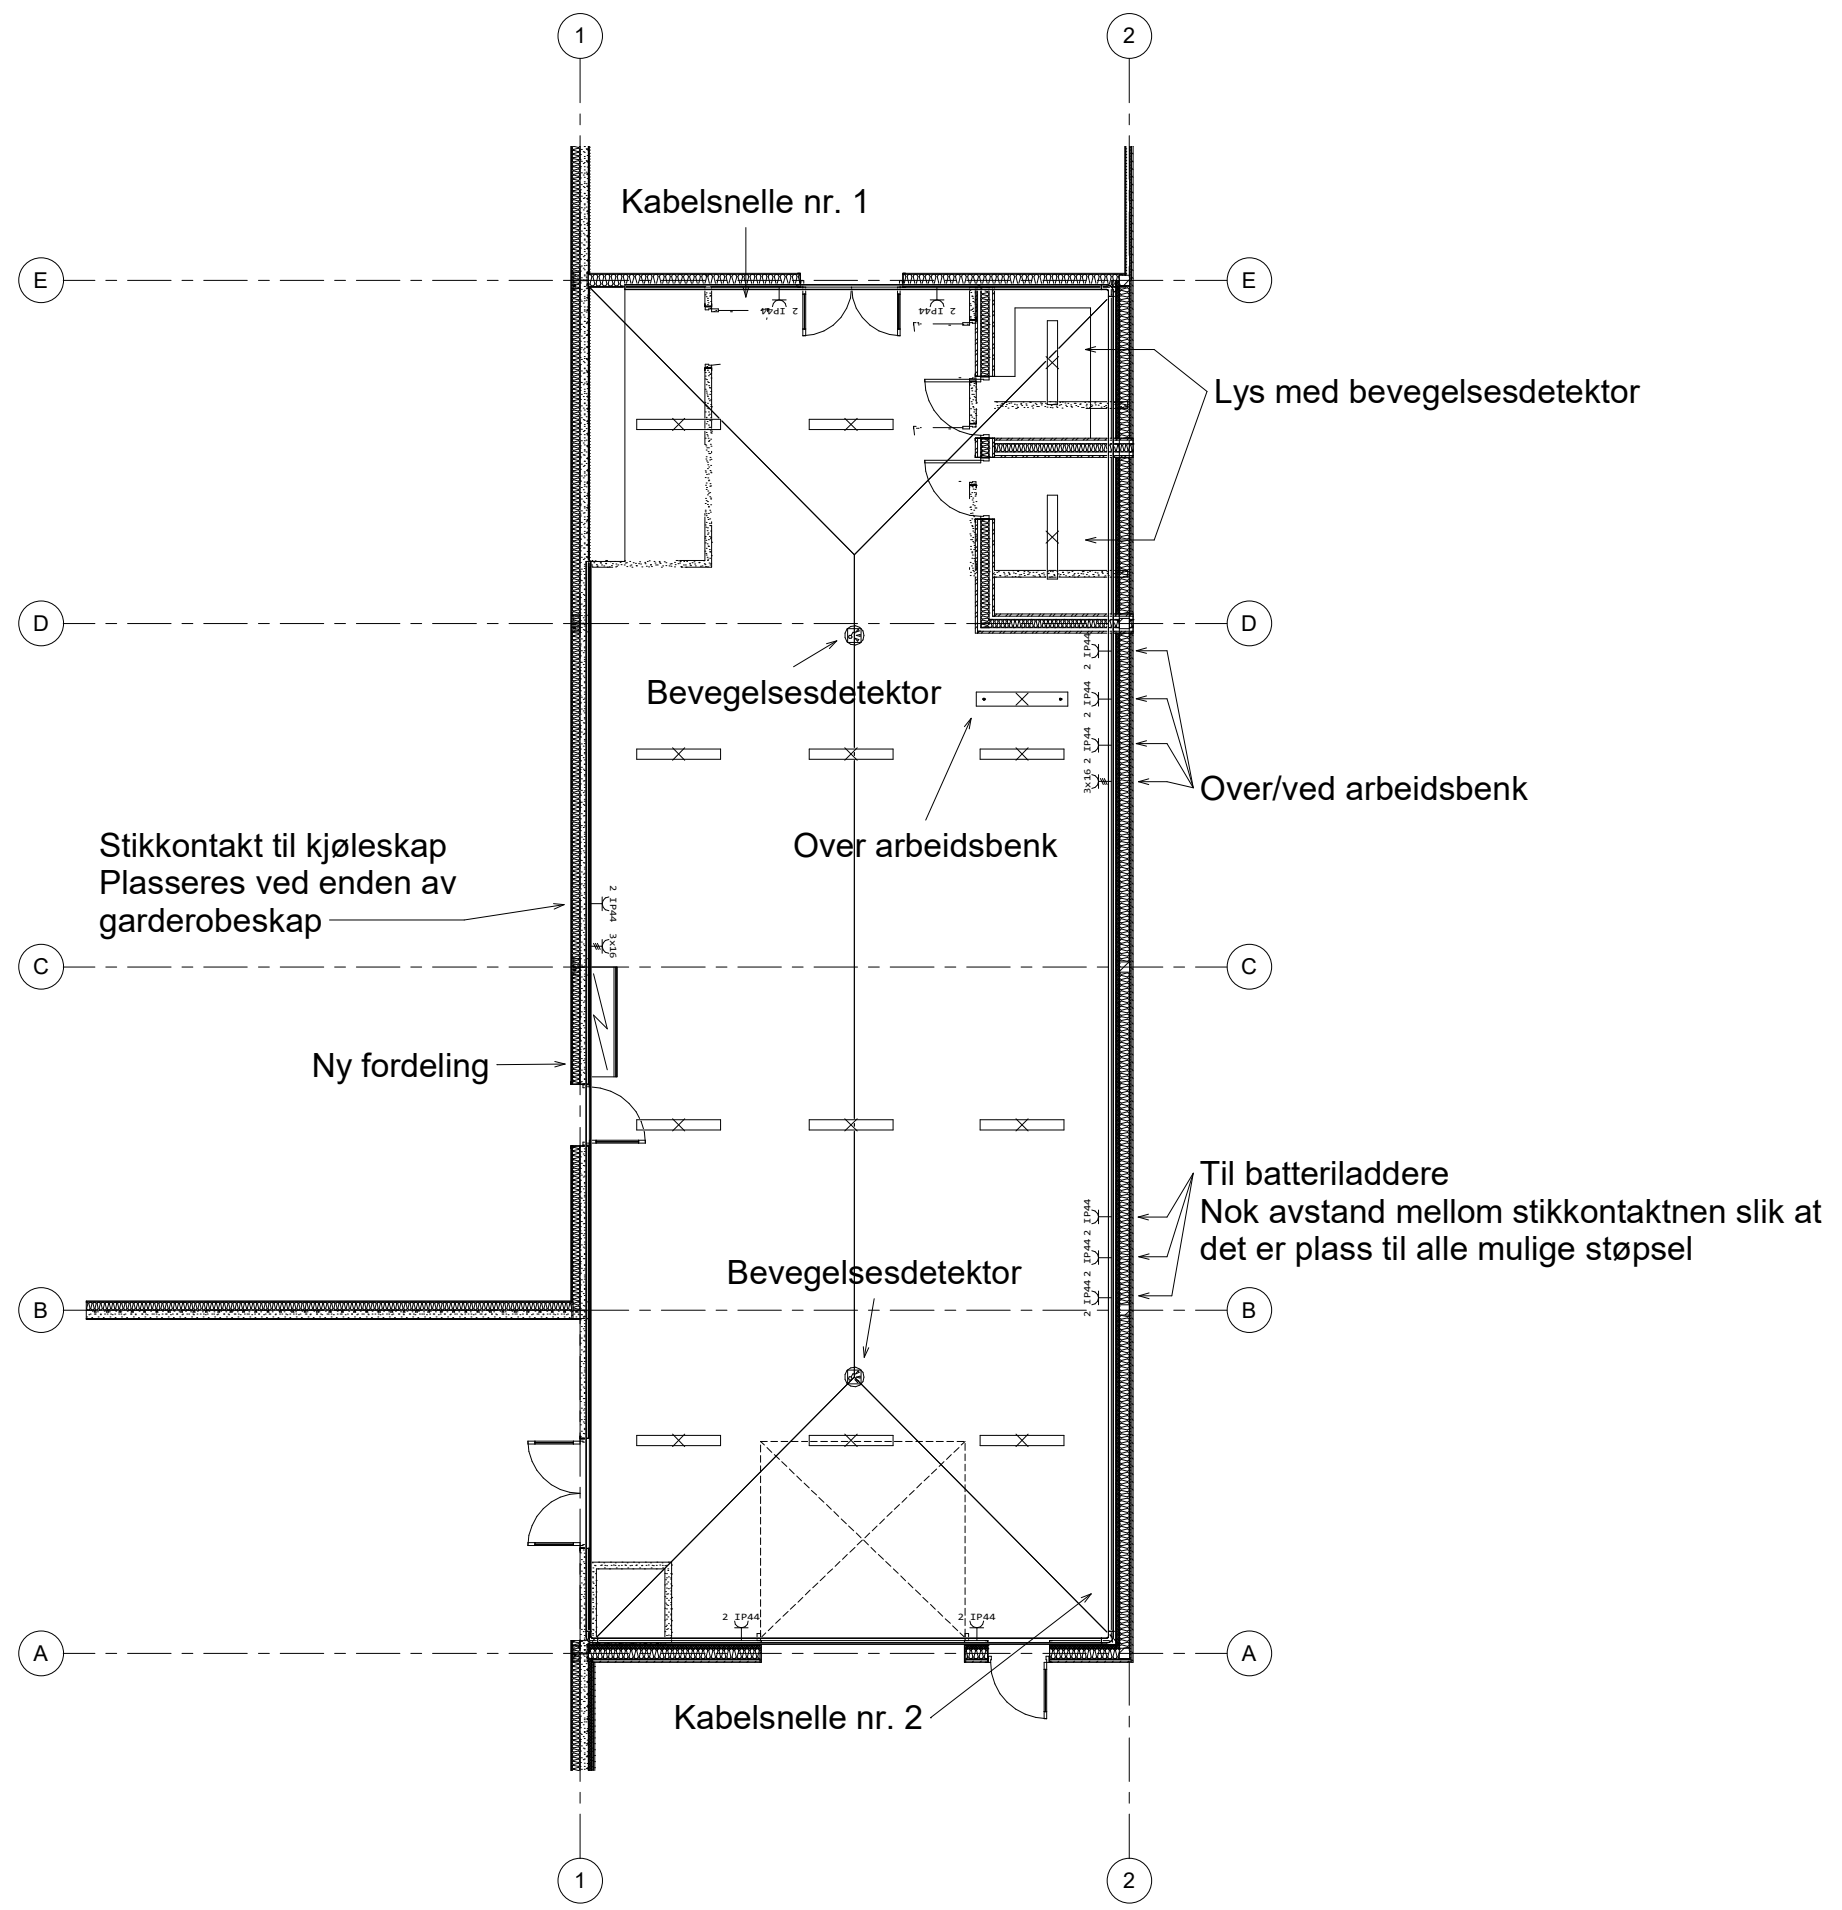 1
2
Kabelsnelle nr. 1
E
E
2 IP44
2 IP44
Lys med bevegelsesdetektor
D
D
2 IP44
Bevegelsesdetektor
2 IP44
2 IP44
3x16
Over/ved arbeidsbenk
Over arbeidsbenk
Stikkontakt til kjøleskap
Plasseres ved enden av
garderobeskap
2 IP44
3x16
C
C
Ny fordeling
Til batteriladdere
Nok avstand mellom stikkontaktnen slik at
det er plass til alle mulige støpsel
2 IP44
2 IP44
2 IP44
Bevegelsesdetektor
B
B
2 IP44
2 IP44
A
A
Kabelsnelle nr. 2
1
2